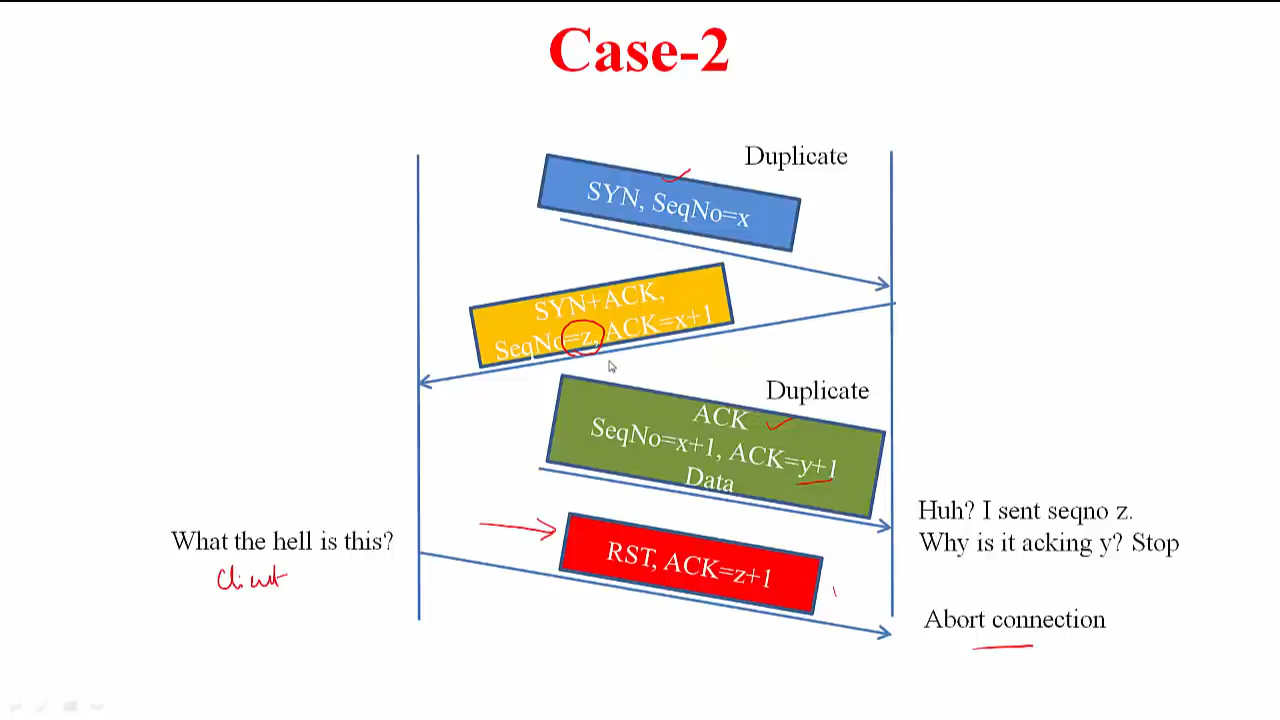 Case-2
Duplicate
SYN, SeqNo=x
SYN+ACK,
SeqNo=z, ACK=x+1
Duplicate
ACK
SeqNo=x+1, ACK=y+1
Data
Huh? I sent seqno z.
Why is it acking y? Stop
What the hell is this?
Client
RST, ACK=z+1
Abort connection